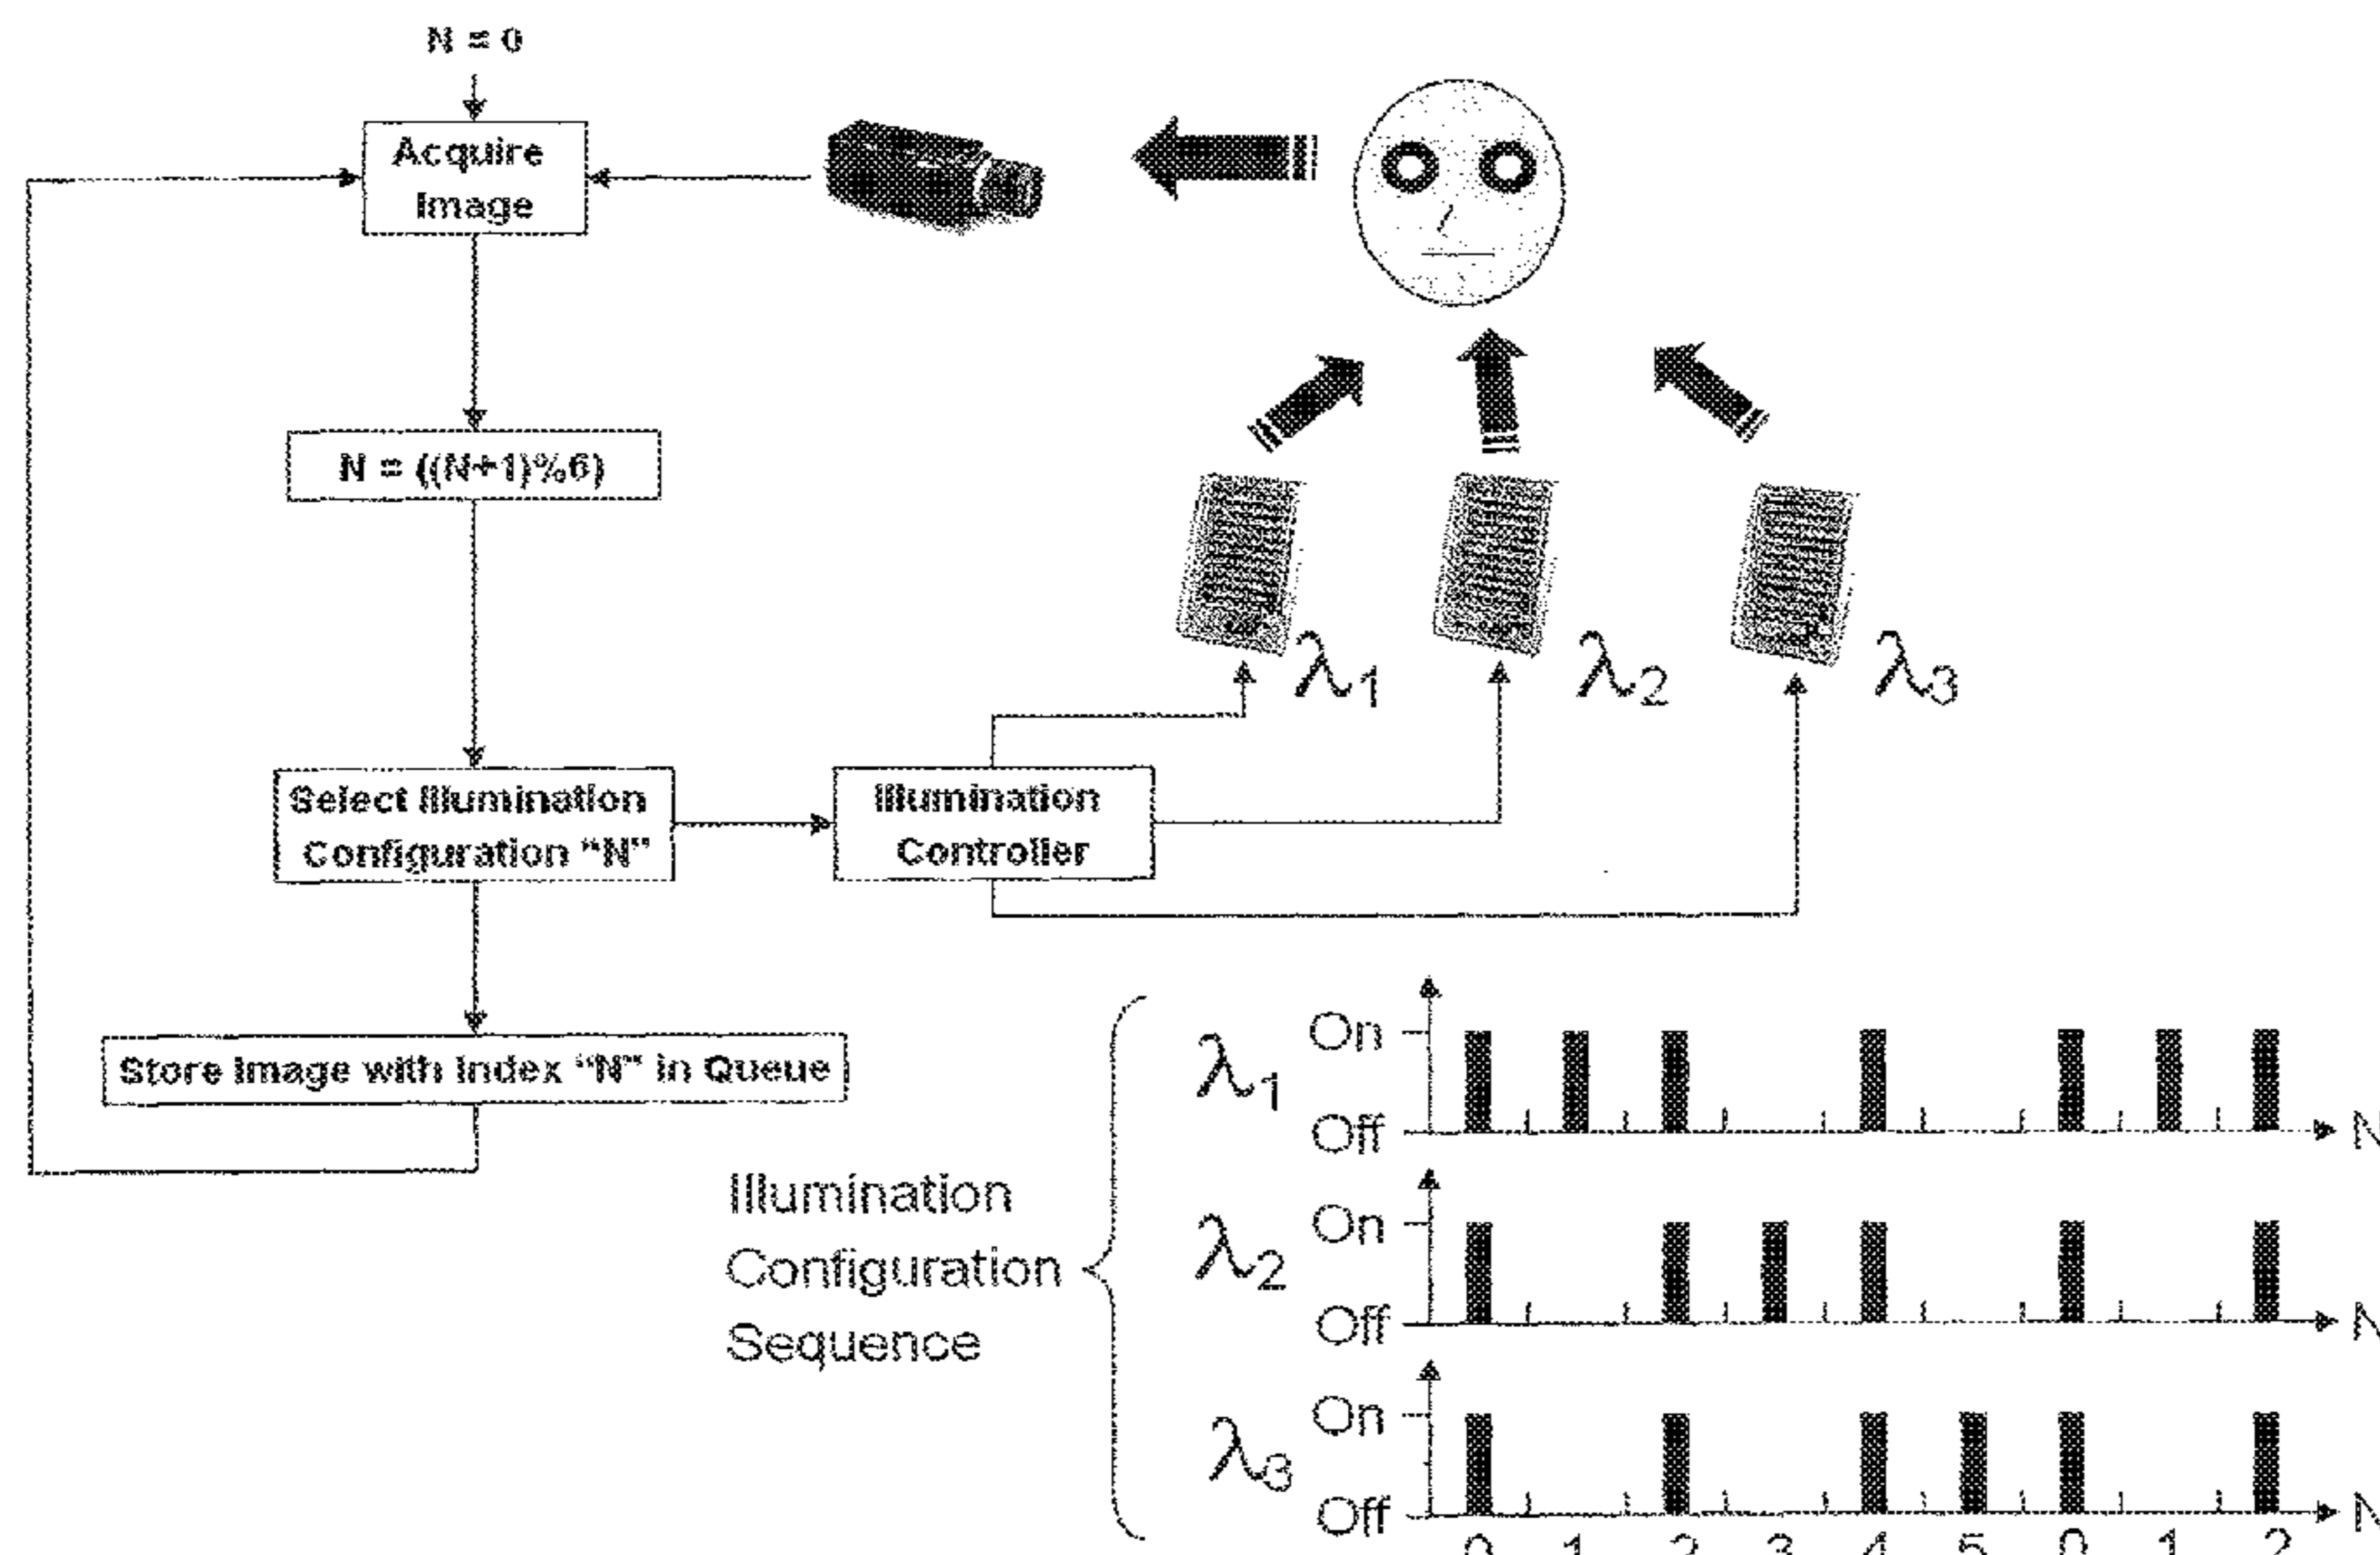 N = 0
Acquire
Image
N = ((N+1)%6)
λ1
λ2
λ3
Select Illumination
Configuration “N”
Illumination
Controller
Store Image with Index “N” in Queue
Illumination
Configuration
Sequence
λ1
On
Off
N
λ2
On
Off
N
λ3
On
Off
N
0 1 2 3 4 5 0 1 2